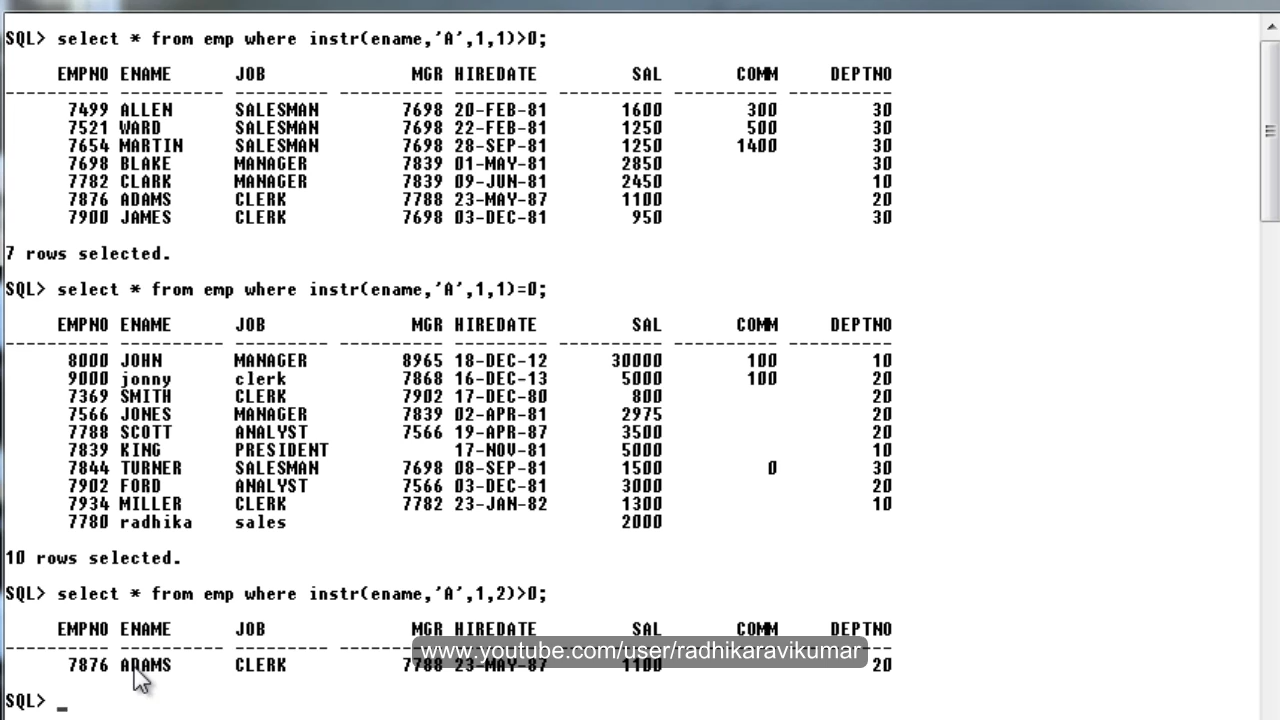 SQL> select * from emp where instr(ename,'A',1,1)>0;
EMPNO ENAME JOB MGR HIREDATE SAL COMM DEPTNO
---------- ---------- --------- ---------- --------- ---------- ---------- ----------
7499 ALLEN SALESMAN 7698 20-FEB-81 1600 300 30
7521 WARD SALESMAN 7698 22-FEB-81 1250 500 30
7654 MARTIN SALESMAN 7698 28-SEP-81 1250 1400 30
7698 BLAKE MANAGER 7839 01-MAY-81 2850 30
7782 CLARK MANAGER 7839 09-JUN-81 2450 10
7876 ADAMS CLERK 7788 23-MAY-87 1100 20
7900 JAMES CLERK 7698 03-DEC-81 950 30
7 rows selected.
SQL> select * from emp where instr(ename,'A',1,1)=0;
EMPNO ENAME JOB MGR HIREDATE SAL COMM DEPTNO
---------- ---------- --------- ---------- --------- ---------- ---------- ----------
8000 JOHN MANAGER 8965 18-DEC-12 30000 100 10
9000 jonny clerk 7868 16-DEC-13 5000 100 20
7369 SMITH CLERK 7902 17-DEC-80 800 20
7566 JONES MANAGER 7839 02-APR-81 2975 20
7788 SCOTT ANALYST 7566 19-APR-87 3500 20
7839 KING PRESIDENT 17-NOV-81 5000 10
7844 TURNER SALESMAN 7698 08-SEP-81 1500 0 30
7902 FORD ANALYST 7566 03-DEC-81 3000 20
7934 MILLER CLERK 7782 23-JAN-82 1300 10
7780 radhika sales 2000
10 rows selected.
SQL> select * from emp where instr(ename,'A',1,2)>0;
EMPNO ENAME JOB MGR HIREDATE SAL COMM DEPTNO
---------- ---------- --------- ---------- --------- ---------- ---------- ----------
www.youtube.com/user/radhikaravikumar
7876 ADAMS CLERK 7788 23-MAY-87 1100 20
SQL> _